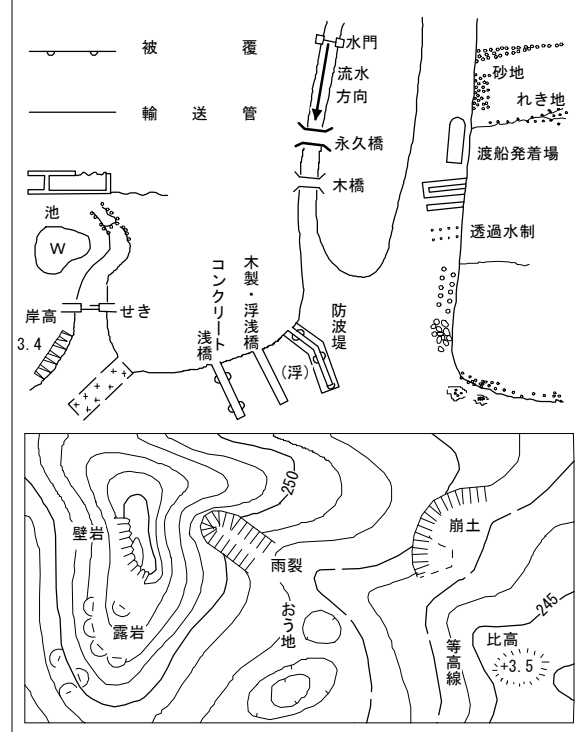 被覆
輸送管
水門
流水
方向
永久橋
木橋
砂地
れき地
渡船発着場
透過水制
池
W
岸高
3.4
せき
コンクリート
浅橋
木製・浮浅橋
(浮)
防波堤
250
壁岩
雨裂
崩土
露岩
おう地
等高線
245
比高
+3.5